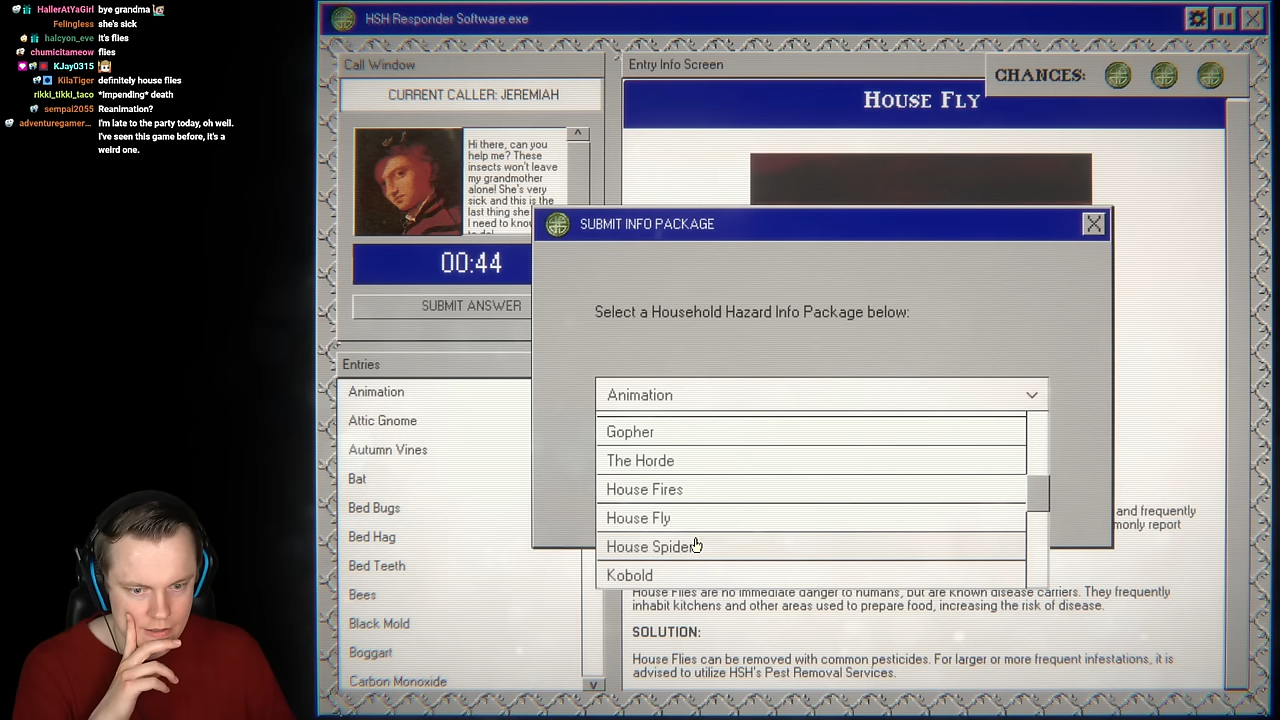 HallerAtYaGirl bye grandma
Felingless she's sick
halcyon_eve It's flies
chumicitameow flies
KJay0315
KilaTiger definitely house flies
rikki_tikki_taco *Impending* death
sempai2055 Reanimation?
adventuregamer... I'm late to the party today, oh well.
I've seen this game before, it's a
weird one.
HSH Responder Software.exe
Call Window
CURRENT CALLER: JEREMIAH
Hi there, can you
help me? These
insects won't leave
my grandmother
alone! She's very
sick and this is the
last thing she
I need to know
00:44
SUBMIT ANSWER
Entries
Animation
Attic Gnome
Autumn Vines
Bat
Bed Bugs
Bed Hag
Bed Teeth
Bees
Black Mold
Boggart
Carbon Monoxide
Entry Info Screen
CHANCES:
HOUSE FLY
SUBMIT INFO PACKAGE
Select a Household Hazard Info Package below:
Animation
Gopher
The Horde
House Fires
House Fly
House Spider
Kobold
and frequently
monly report
House Flies are no immediate danger to humans, but are known disease carriers. They frequently
inhabit kitchens and other areas used to prepare food, increasing the risk of disease.
SOLUTION:
House Flies can be removed with common pesticides. For larger or more frequent infestations, it is
advised to utilize HSH's Pest Removal Services.